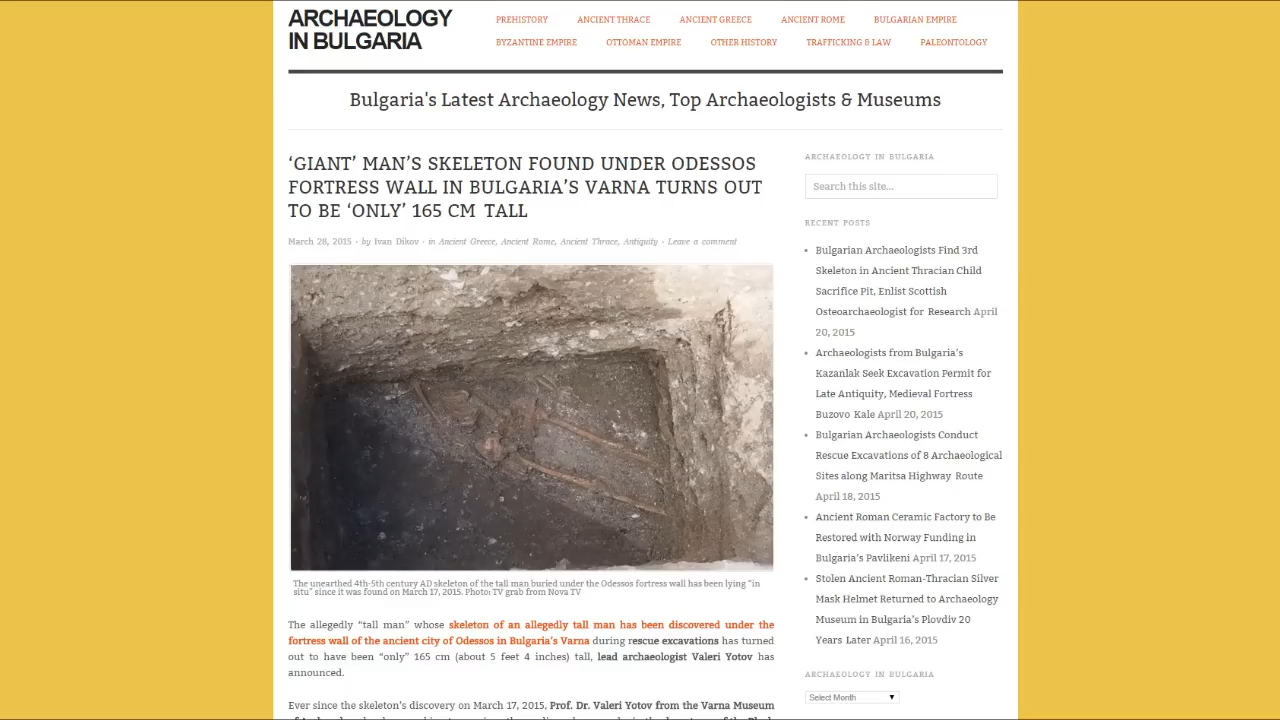 ARCHAEOLOGY
IN BULGARIA
PREHISTORY ANCIENT THRACE ANCIENT GREECE ANCIENT ROME BULGARIAN EMPIRE
BYZANTINE EMPIRE OTTOMAN EMPIRE OTHER HISTORY TRAFFICKING & LAW PALEONTOLOGY
Bulgaria's Latest Archaeology News, Top Archaeologists & Museums
‘GIANT’ MAN’S SKELETON FOUND UNDER ODESSOS
FORTRESS WALL IN BULGARIA’S VARNA TURNS OUT
TO BE ‘ONLY’ 165 CM TALL
March 28, 2015 · by Ivan Dikov · in Ancient Greece, Ancient Rome, Ancient Thrace, Antiquity · Leave a comment
The unearthed 4th-5th century AD skeleton of the tall man buried under the Odessos fortress wall has been lying “in
situ” since it was found on March 17, 2015. Photo: TV grab from Nova TV
The allegedly “tall man” whose skeleton of an allegedly tall man has been discovered under the
fortress wall of the ancient city of Odessos in Bulgaria’s Varna during rescue excavations has turned
out to have been “only” 165 cm (about 5 feet 4 inches) tall, lead archaeologist Valeri Yotov has
announced.
Ever since the skeleton’s discovery on March 17, 2015, Prof. Dr. Valeri Yotov from the Varna Museum
ARCHAEOLOGY IN BULGARIA
Search this site...
RECENT POSTS
Bulgarian Archaeologists Find 3rd
Skeleton in Ancient Thracian Child
Sacrifice Pit, Enlist Scottish
Osteoarchaeologist for Research April
20, 2015
Archaeologists from Bulgaria’s
Kazanlak Seek Excavation Permit for
Late Antiquity, Medieval Fortress
Buzovo Kale April 20, 2015
Bulgarian Archaeologists Conduct
Rescue Excavations of 8 Archaeological
Sites along Maritsa Highway Route
April 18, 2015
Ancient Roman Ceramic Factory to Be
Restored with Norway Funding in
Bulgaria’s Pavlikeni April 17, 2015
Stolen Ancient Roman-Thracian Silver
Mask Helmet Returned to Archaeology
Museum in Bulgaria’s Plovdiv 20
Years Later April 16, 2015
ARCHAEOLOGY IN BULGARIA
Select Month